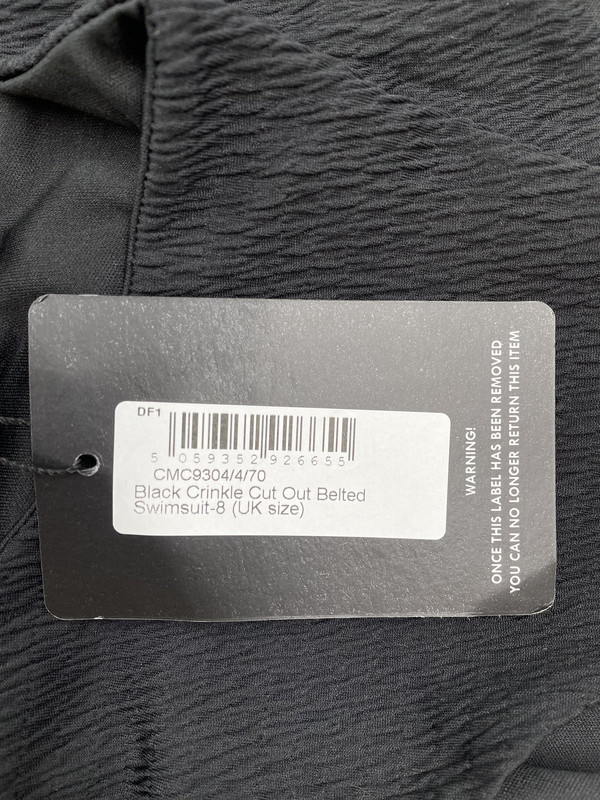 DF1
5 059352 926655
CMC9304/4/70
Black Crinkle Cut Out Belted
Swimsuit-8 (UK size)
WARNING!
ONCE THIS LABEL HAS BEEN REMOVED
YOU CAN NO LONGER RETURN THIS ITEM